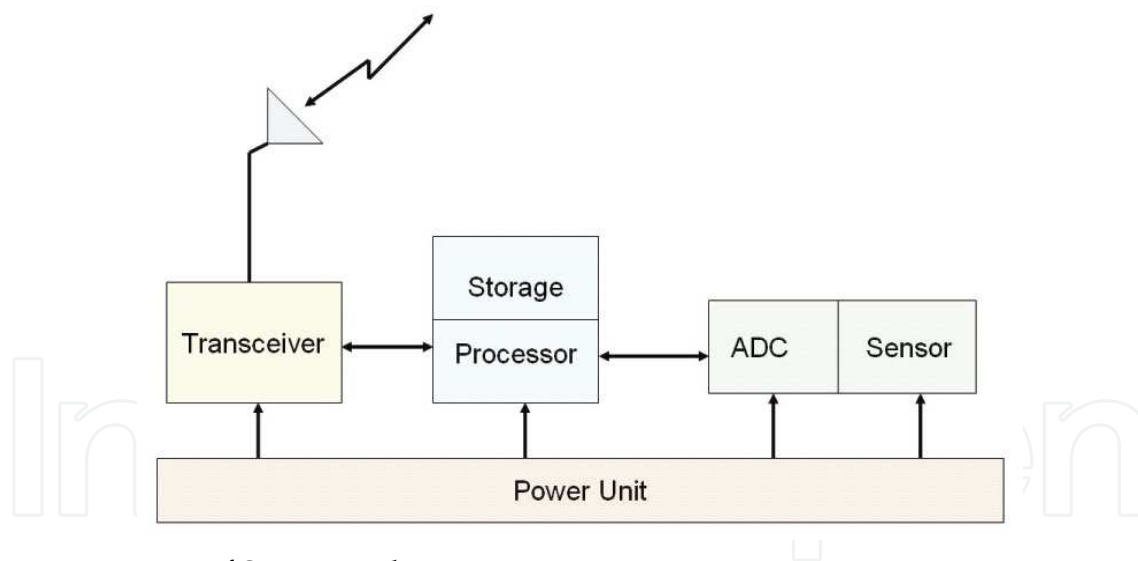 Storage
Transceiver
Processor
ADC
Sensor
Power Unit